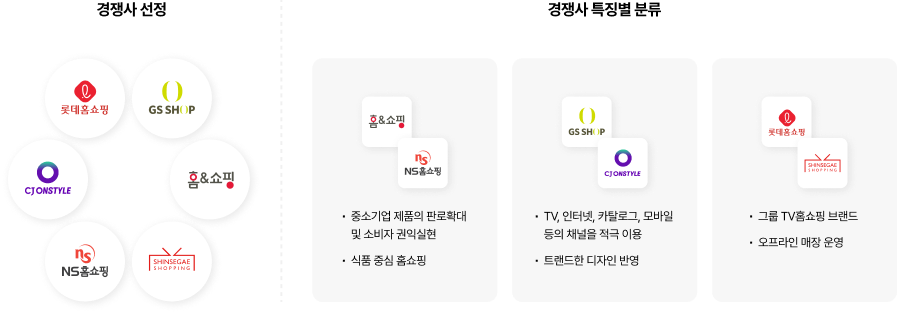 경쟁사 선정
롯데홈쇼핑
GS SHOP
CJ ONSTYLE
홈&쇼핑
ns
NS홈쇼핑
SHINSEGAE
SHOPPING
경쟁사 특징별 분류
홈&쇼핑
ns
NS홈쇼핑
• 중소기업 제품의 판로확대
및 소비자 권익실현
• 식품 중심 홈쇼핑
GS SHOP
CJ ONSTYLE
• TV, 인터넷, 카탈로그, 모바일
등의 채널을 적극 이용
• 트랜드한 디자인 반영
롯데홈쇼핑
SHINSEGAE
SHOPPING
• 그룹 TV홈쇼핑 브랜드
• 오프라인 매장 운영